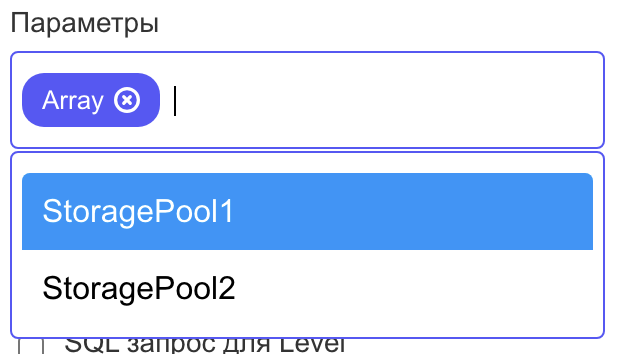 Параметры
Array
StoragePool1
StoragePool2
SQL запрос для Level